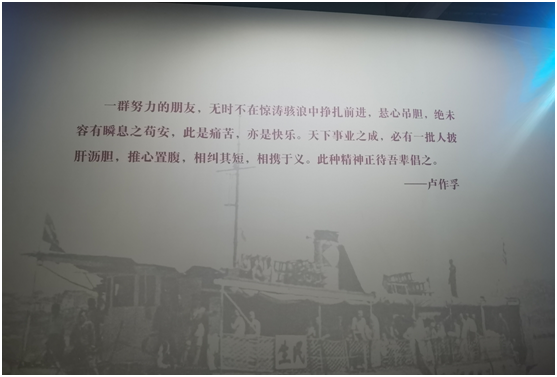 一群努力的朋友，无时不在惊涛骇浪中挣扎前进，悬心吊胆，绝未
容有瞬息之苟安，此是痛苦，亦是快乐。天下事业之成，必有一批人披
肝沥胆，推心置腹，相纠其短，相携于义。此种精神正待吾辈倡之。
——卢作孚
生民